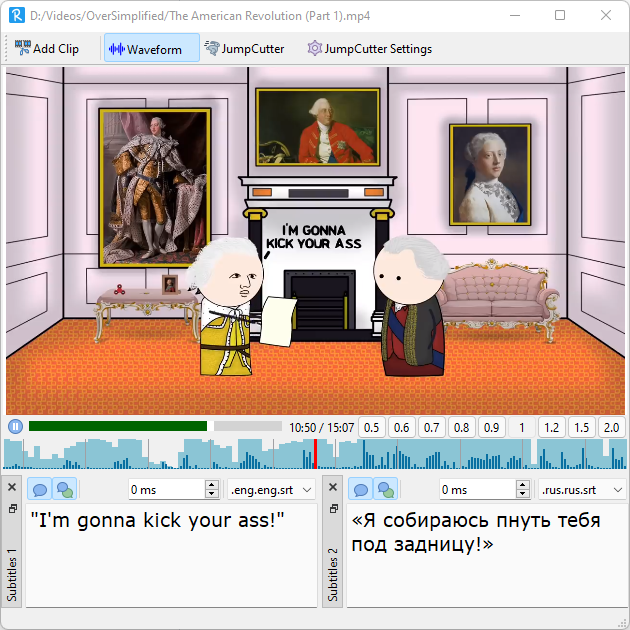 D:/Videos/OverSimplified/The American Revolution (Part 1).mp4
Add Clip Waveform JumpCutter JumpCutter Settings
I'M GONNA
KICK YOUR ASS
10:50 / 15:07 0.5 0.6 0.7 0.8 0.9 1 1.2 1.5 2.0
0 ms .eng.eng.srt 0 ms .rus.rus.srt
Subtitles 1
"I'm gonna kick your ass!"
Subtitles 2
«Я собираюсь пнуть тебя
под задницу!»